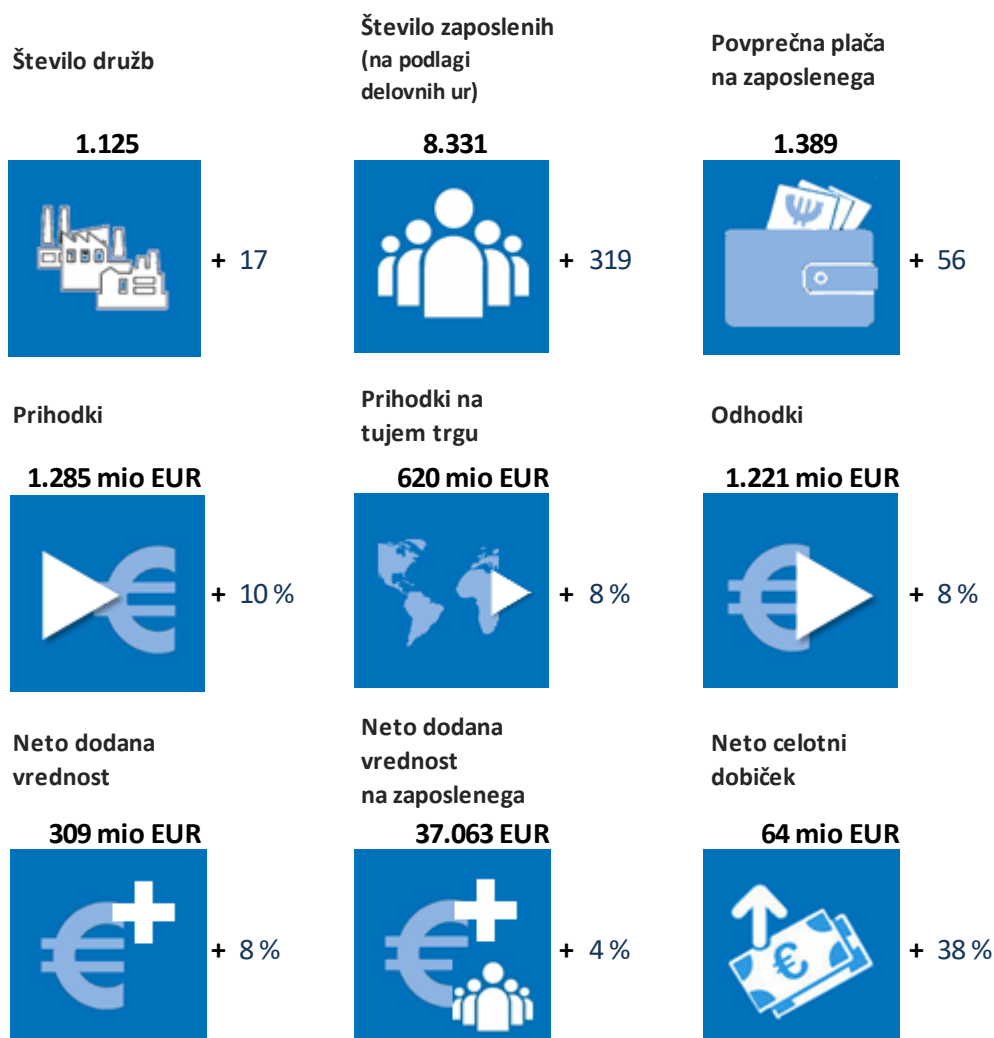 Število družb
1.125
+ 17
Število zaposlenih
(na podlagi
delovnih ur)
8.331
+ 319
Povprečna plača
na zaposlenega
1.389
+ 56
Prihodki
1.285 mio EUR
€
+ 10 %
Prihodki na
tujem trgu
620 mio EUR
+ 8 %
Odhodki
1.221 mio EUR
€
+ 8 %
Neto dodana
vrednost
309 mio EUR
€+
+ 8 %
Neto dodana
vrednost
na zaposlenega
37.063 EUR
€+
+ 4 %
Neto celotni
dobiček
64 mio EUR
€
+ 38 %